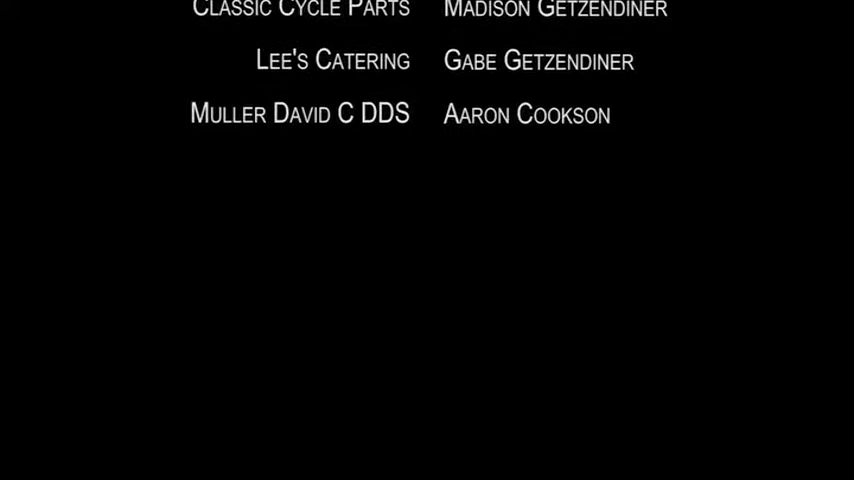 Classic Cycle Parts Madison Getzendiner
Lee's Catering Gabe Getzendiner
Muller David C DDS Aaron Cookson